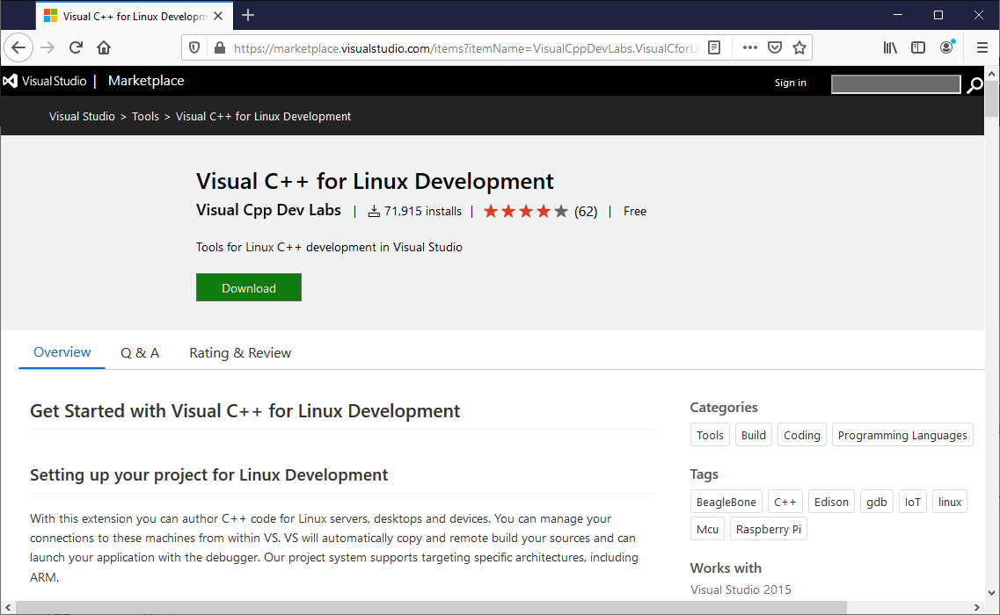 Visual C++ for Linux Developm
https://marketplace.visualstudio.com/items?itemName=VisualCppDevLabs.VisualCforLi
Visual Studio | Marketplace
Sign in
Visual Studio > Tools > Visual C++ for Linux Development
Visual C++ for Linux Development
Visual Cpp Dev Labs | 71,915 installs | (62) | Free
Tools for Linux C++ development in Visual Studio
Download
Overview
Q & A
Rating & Review
Get Started with Visual C++ for Linux Development
Setting up your project for Linux Development
With this extension you can author C++ code for Linux servers, desktops and devices. You can manage your
connections to these machines from within VS. VS will automatically copy and remote build your sources and can
launch your application with the debugger. Our project system supports targeting specific architectures, including
ARM.
Categories
Tools Build Coding Programming Languages
Tags
BeagleBone C++ Edison gdb IoT linux
Mcu Raspberry Pi
Works with
Visual Studio 2015